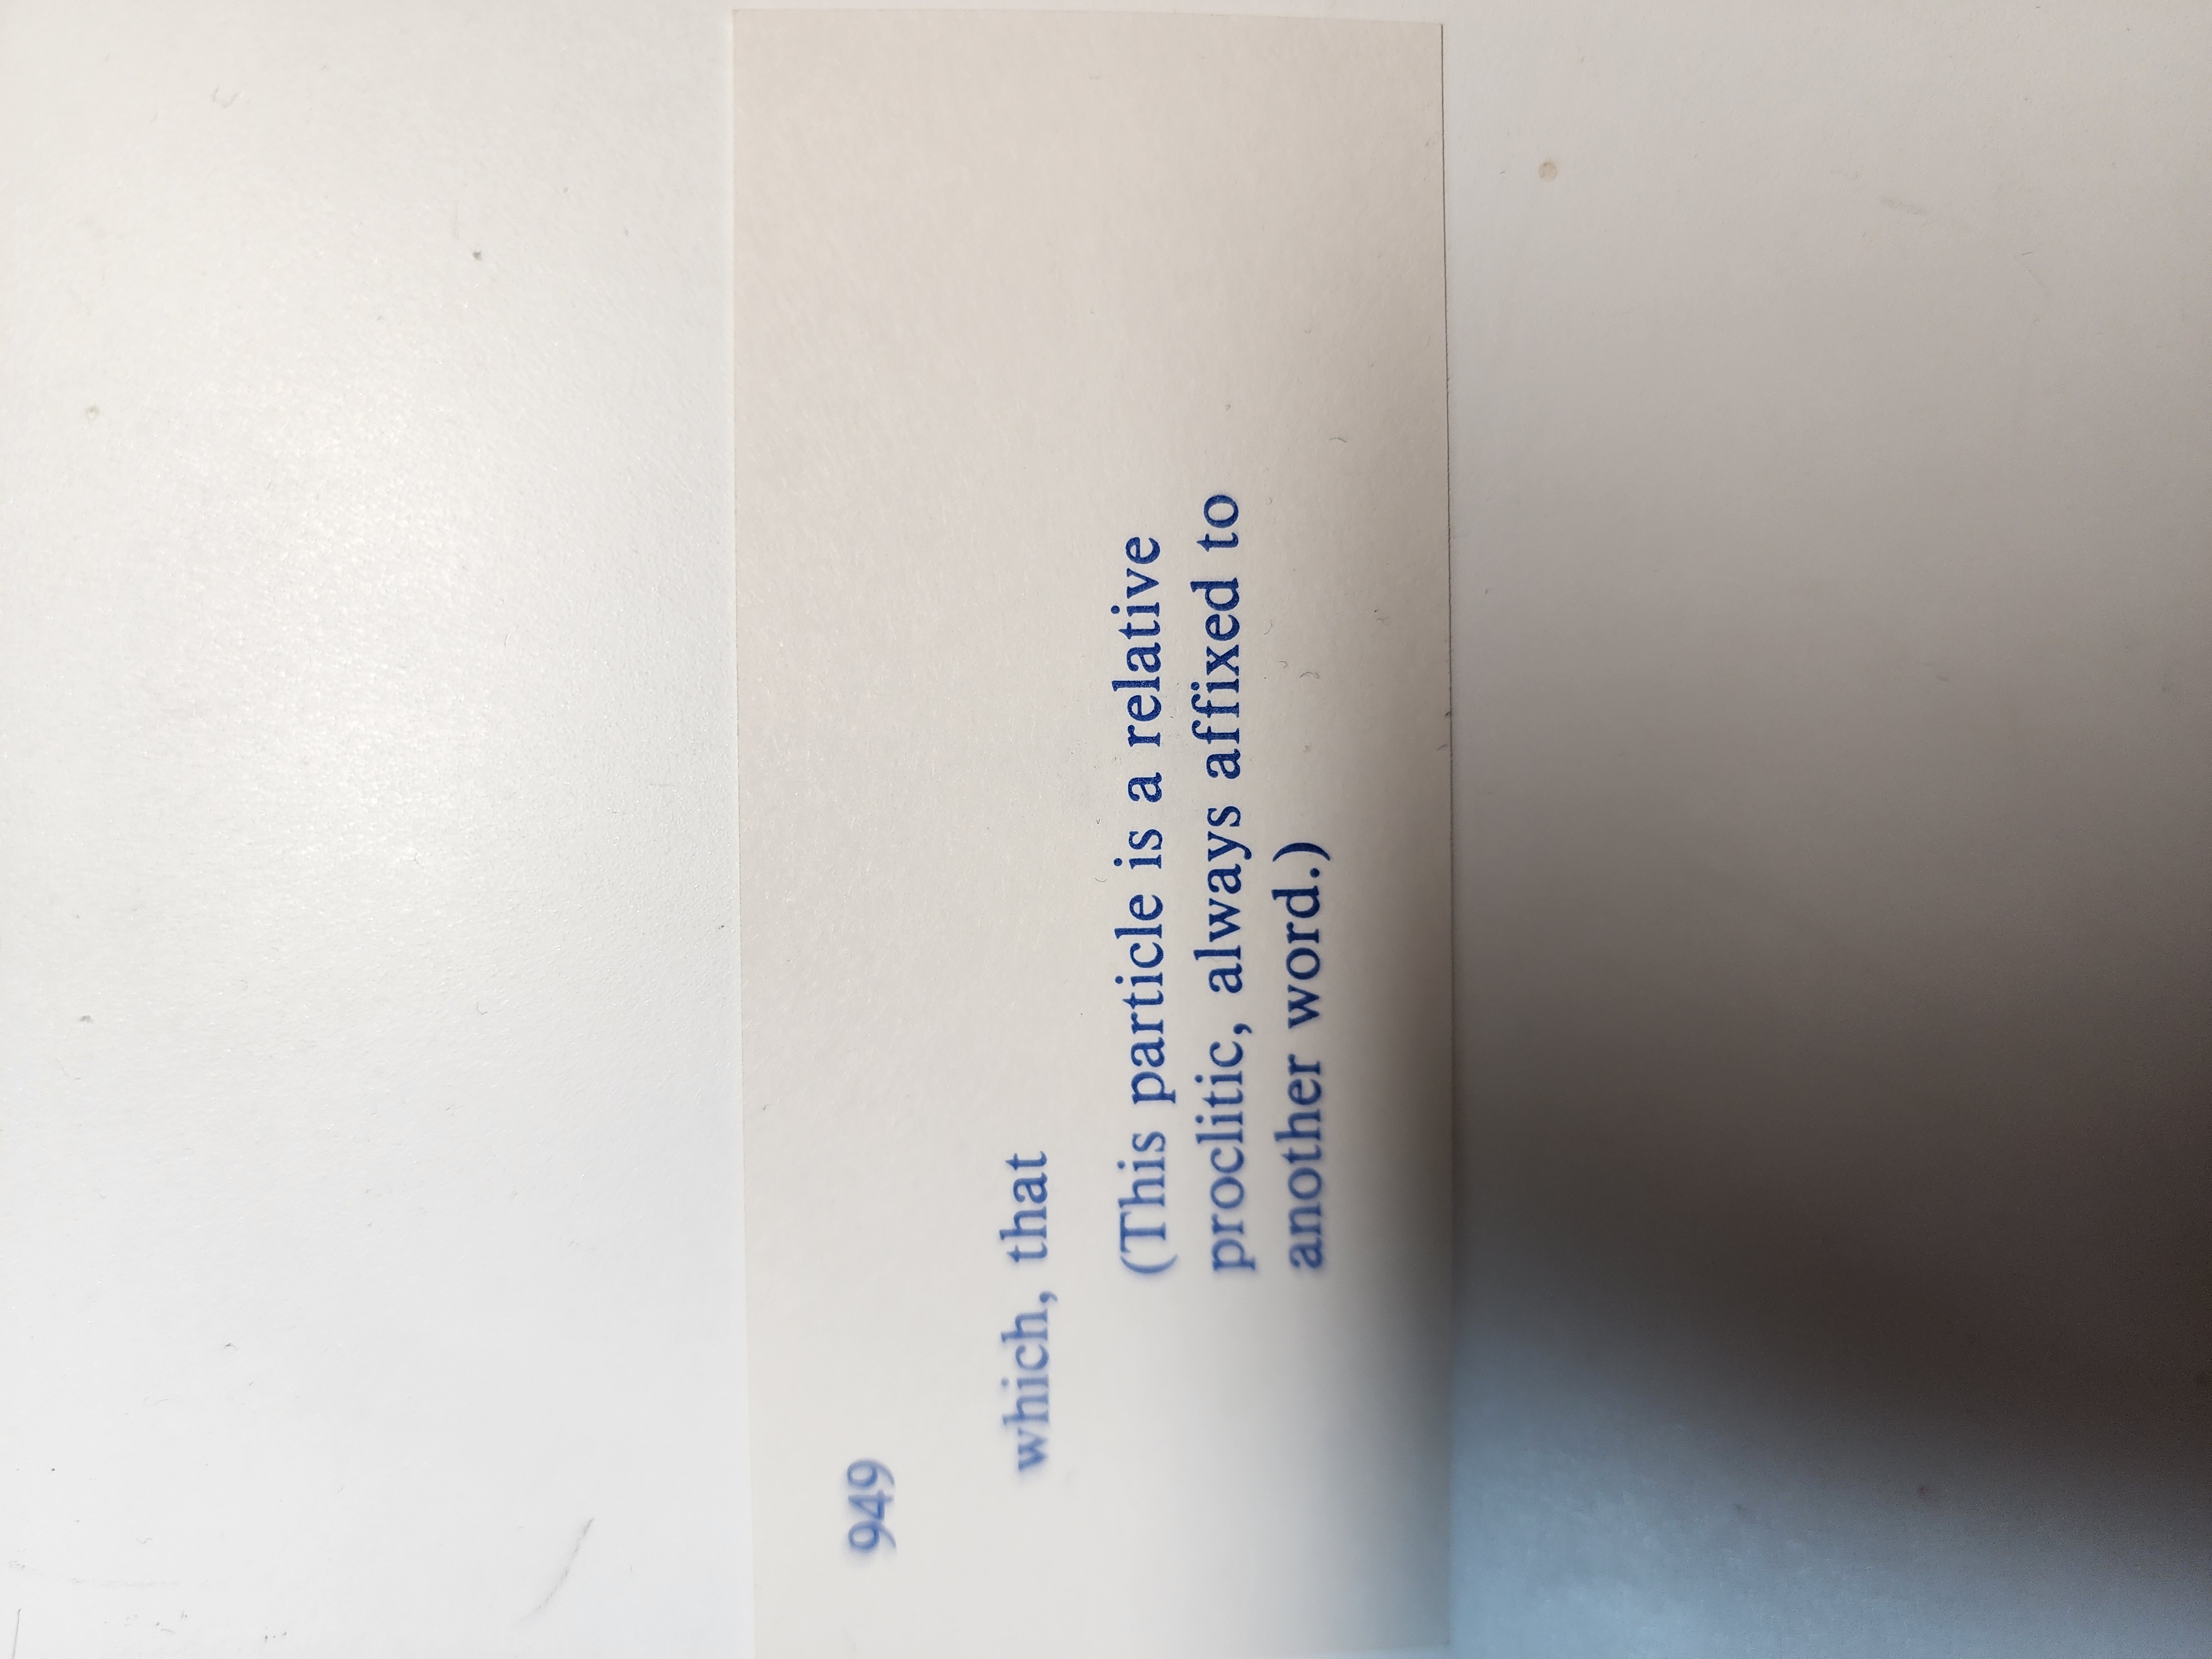 949
which, that
(This particle is a relative
proclitic, always affixed to
another word.)